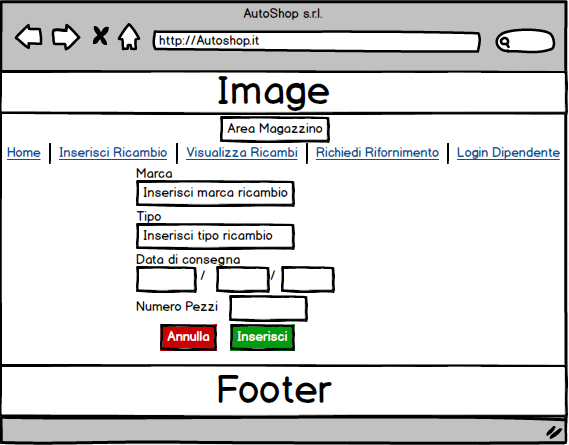 AutoShop s.r.l.
http://Autoshop.it
Image
Area Magazzino
Home Inserisci Ricambio Visualizza Ricambi Richiedi Rifornimento Login Dipendente
Marca
Inserisci marca ricambio
Tipo
Inserisci tipo ricambio
Data di consegna
/ /
Numero Pezzi
Annulla Inserisci
Footer